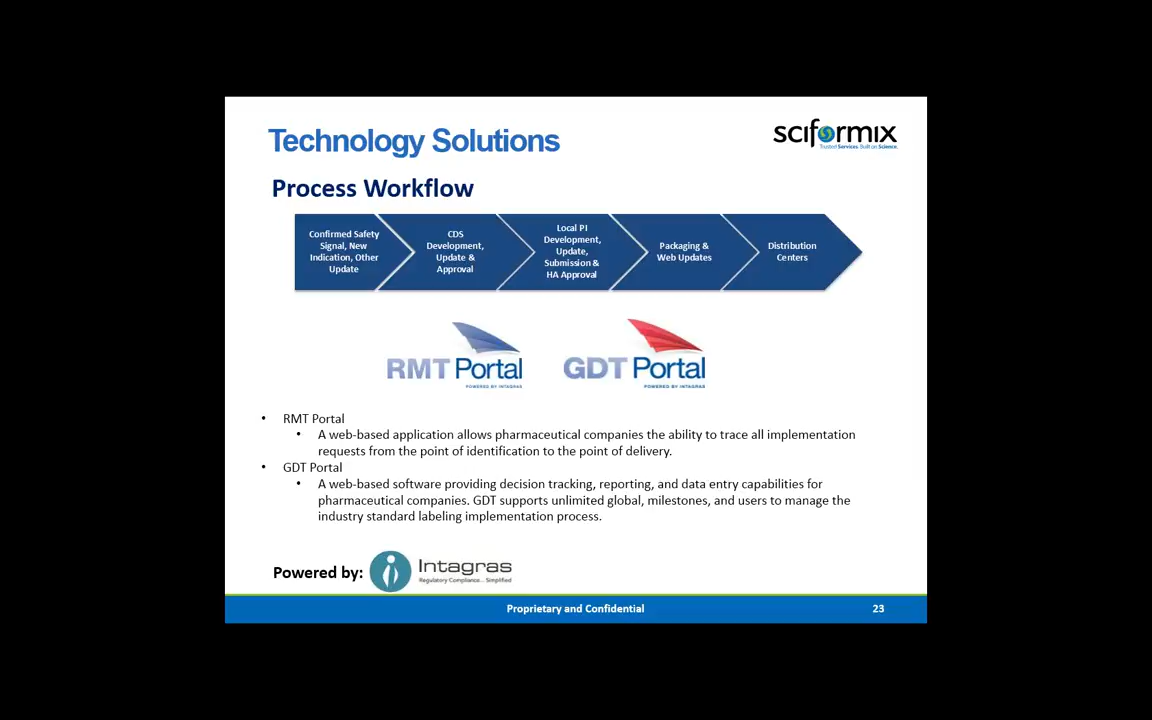 Technology Solutions
sciformix
Trusted Services. Built on Science.
Process Workflow
Confirmed Safety
Signal, New
Indication, Other
Update
CDS
Development,
Update &
Approval
Local PI
Development,
Update,
Submission &
HA Approval
Packaging &
Web Updates
Distribution
Centers
RMT Portal
POWERED BY INTAGRAS
GDT Portal
POWERED BY INTAGRAS
• RMT Portal
• A web-based application allows pharmaceutical companies the ability to trace all implementation
requests from the point of identification to the point of delivery.
• GDT Portal
• A web-based software providing decision tracking, reporting, and data entry capabilities for
pharmaceutical companies. GDT supports unlimited global, milestones, and users to manage the
industry standard labeling implementation process.
Powered by:
Intagras
Regulatory Compliance... Simplified
Proprietary and Confidential
23